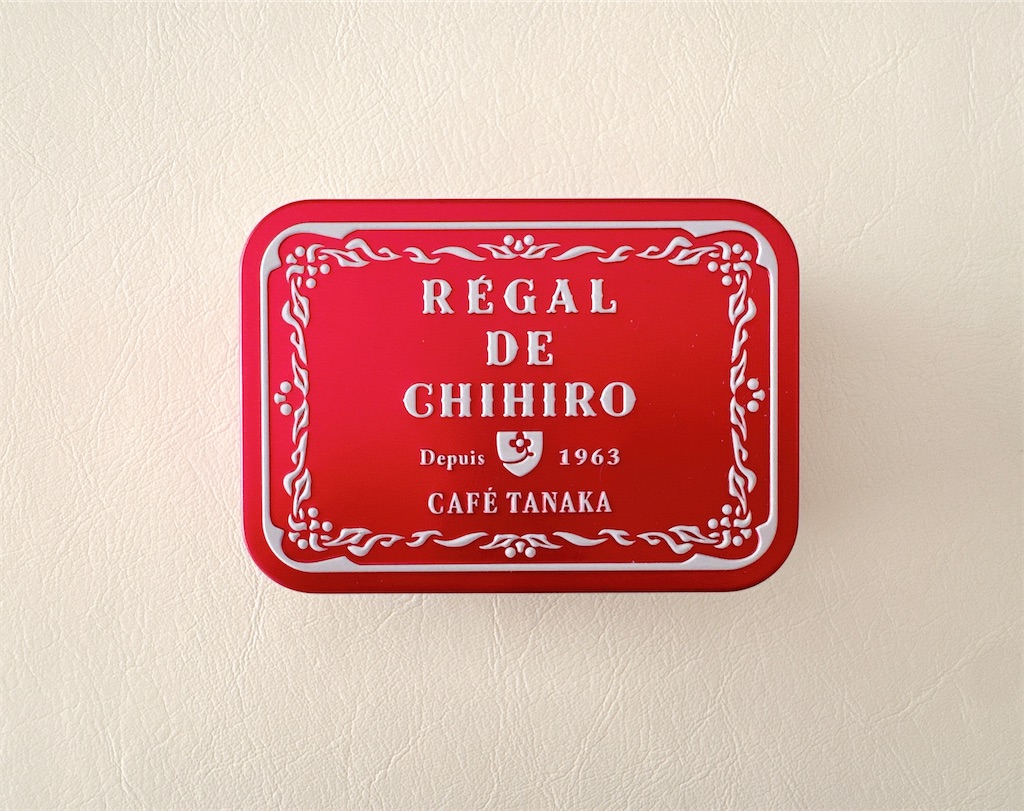 RÉGAL
DE
CHIHIRO
Depuis 1963
CAFÉ TANAKA